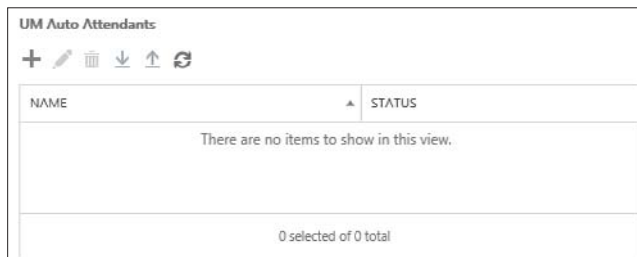 UM Auto Attendants
NAME STATUS
There are no items to show in this view.
0 selected of 0 total